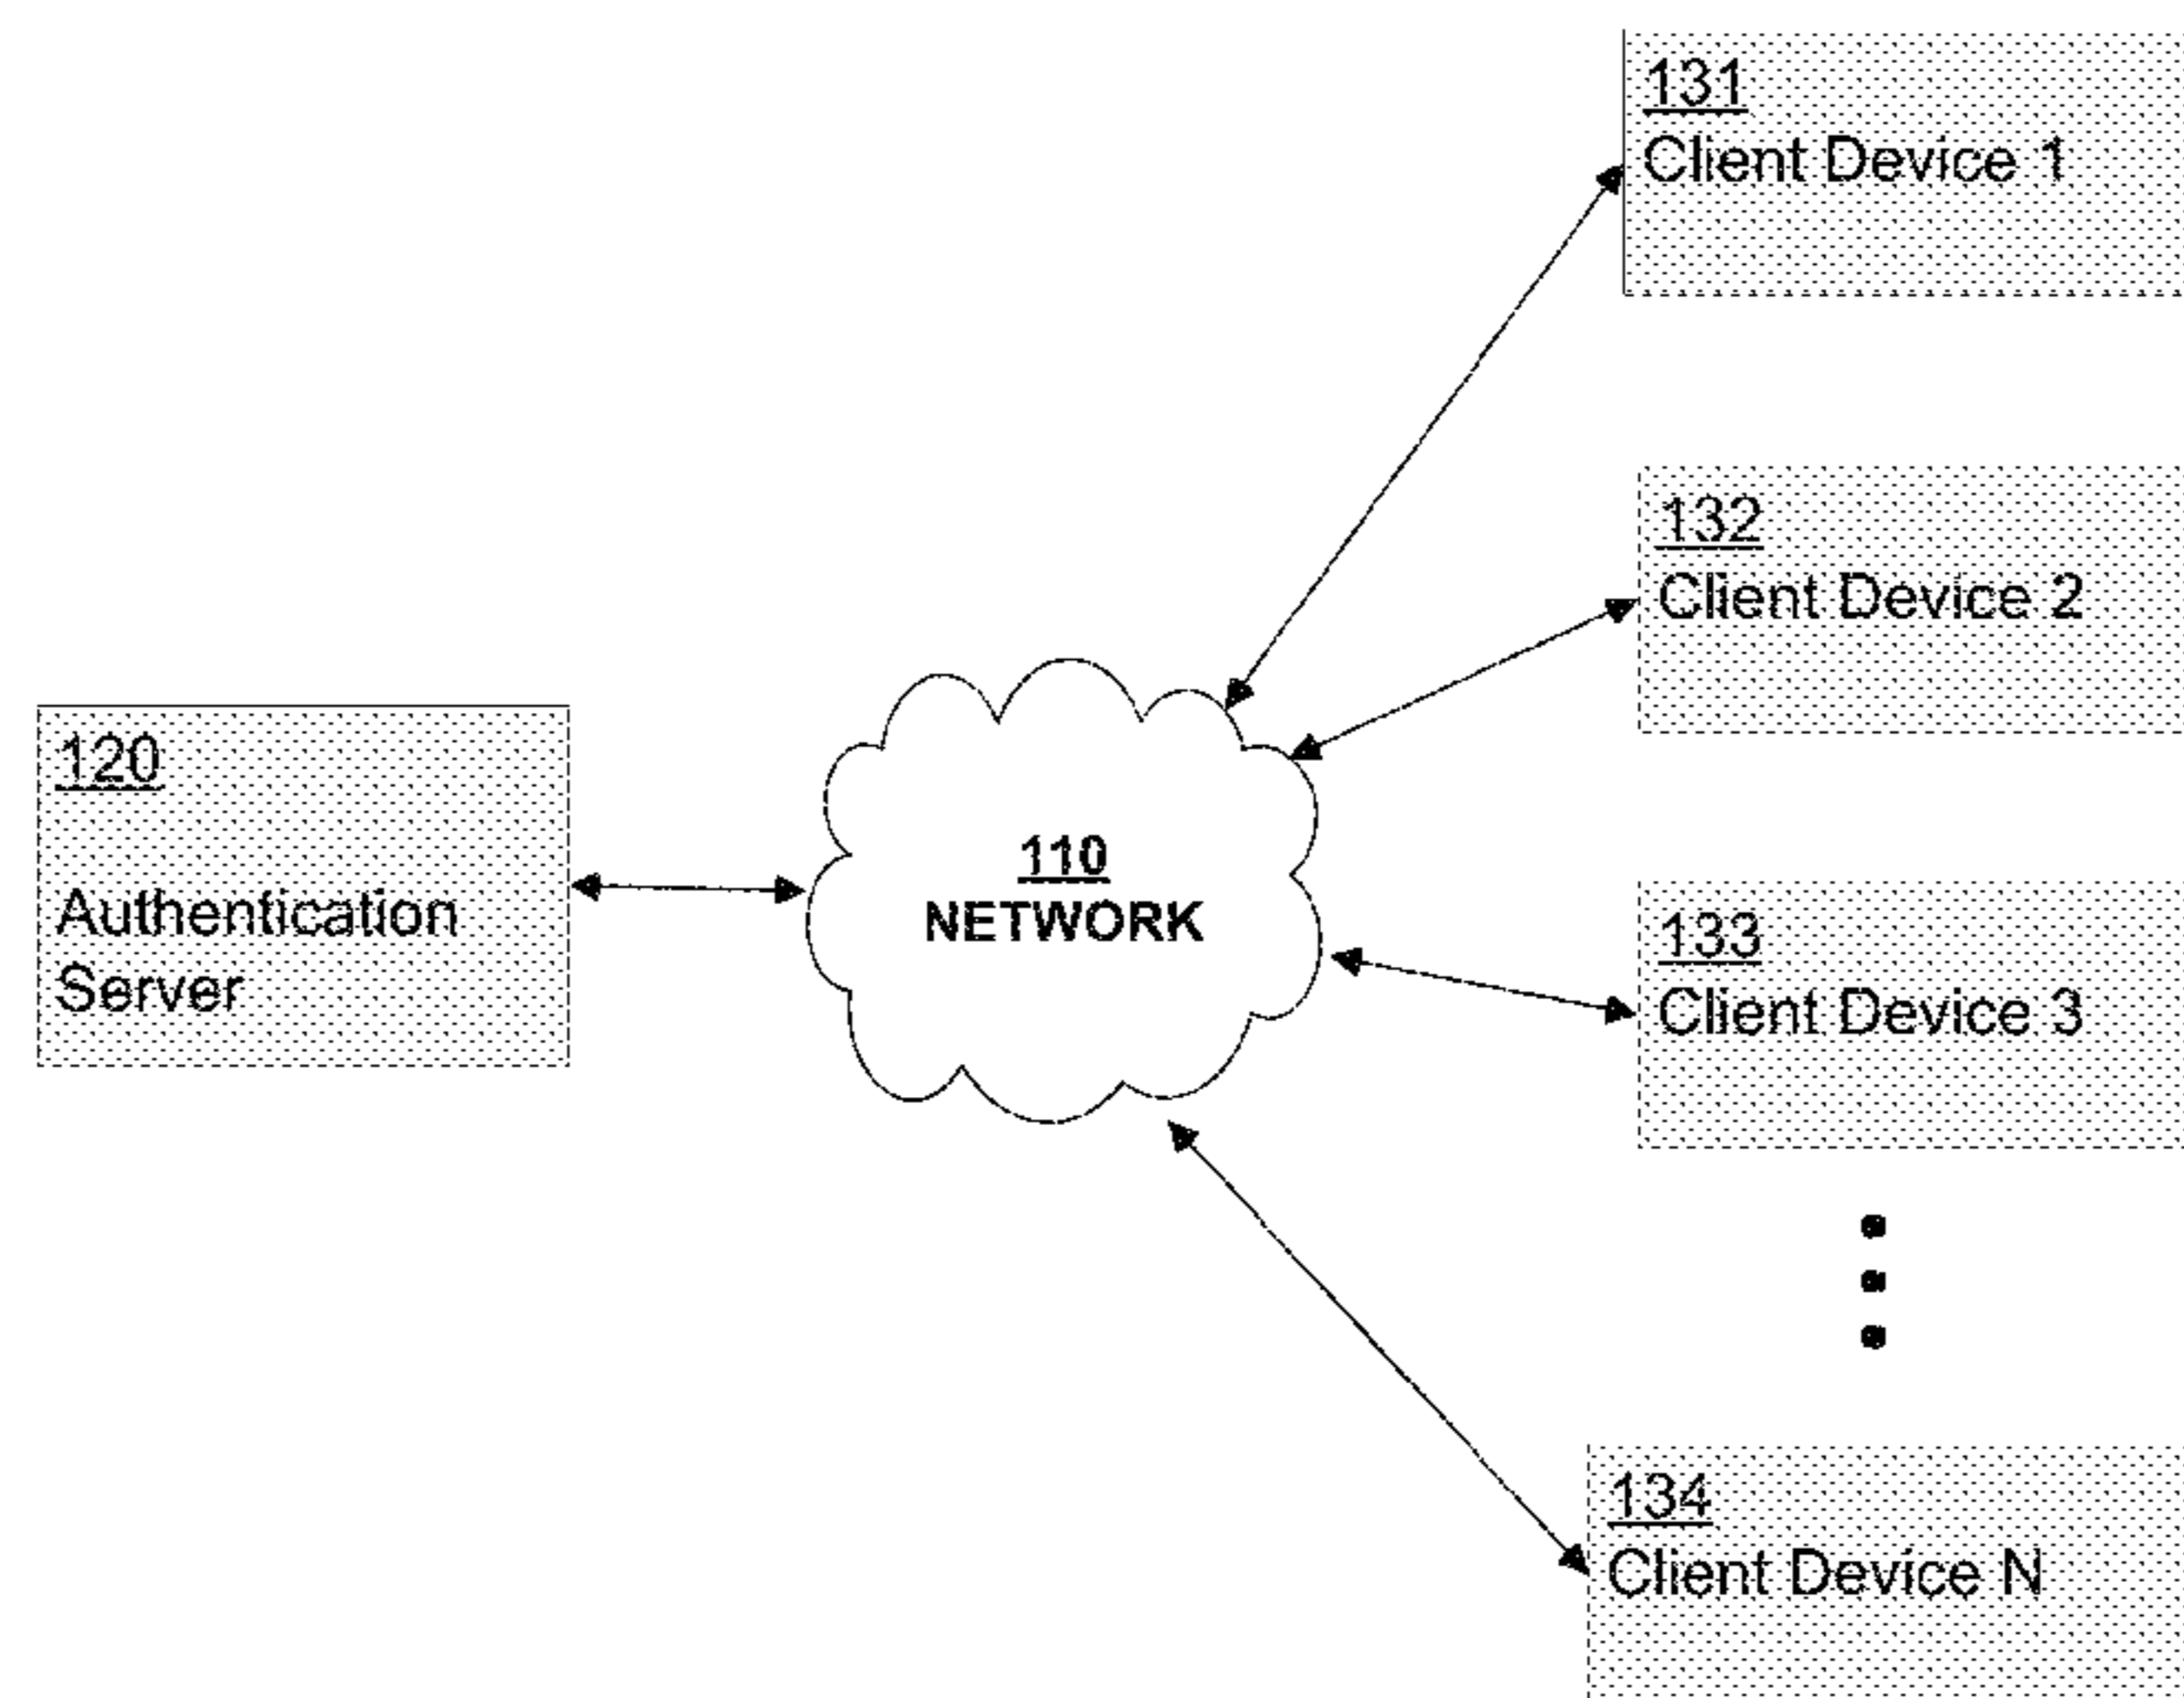 131
Client Device 1
132
Client Device 2
120
Authentication
Server
110
NETWORK
133
Client Device 3
134
Client Device N